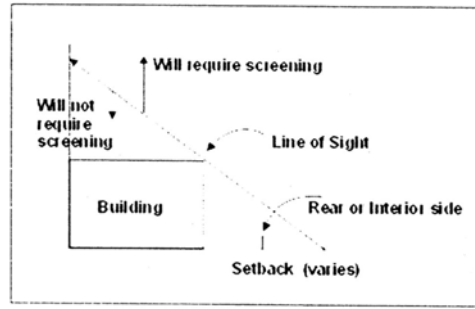 Will require screening
Will not
require
screening
Line of Sight
Building
Rear or Interior side
Setback (varies)